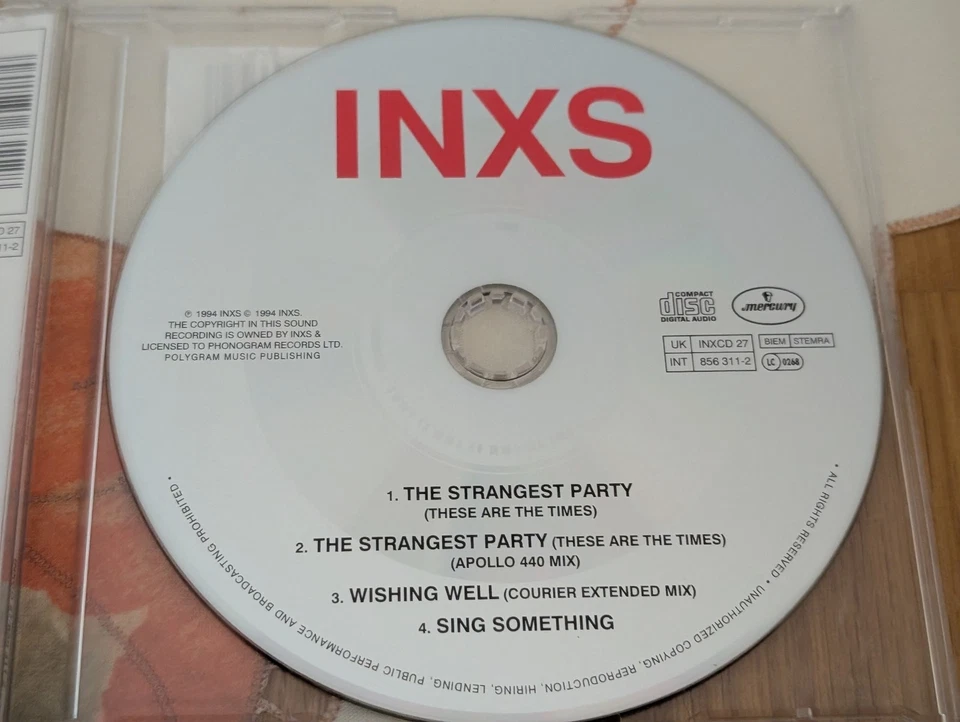 INXS
℗ 1994 INXS © 1994 INXS.
THE COPYRIGHT IN THIS SOUND
RECORDING IS OWNED BY INXS &
LICENSED TO PHONOGRAM RECORDS LTD.
POLYGRAM MUSIC PUBLISHING
COMPACT
disc
DIGITAL AUDIO
mercury
UK INXCD 27
INT 856 311-2
BIEM STEMRA
LC 0268
1. THE STRANGEST PARTY
(THESE ARE THE TIMES)
2. THE STRANGEST PARTY (THESE ARE THE TIMES)
(APOLLO 440 MIX)
3. WISHING WELL (COURIER EXTENDED MIX)
4. SING SOMETHING
• ALL RIGHTS RESERVED • UNAUTHORIZED COPYING, REPRODUCTION, HIRING, LENDING, PUBLIC PERFORMANCE AND BROADCASTING PROHIBITED •
27
11-2